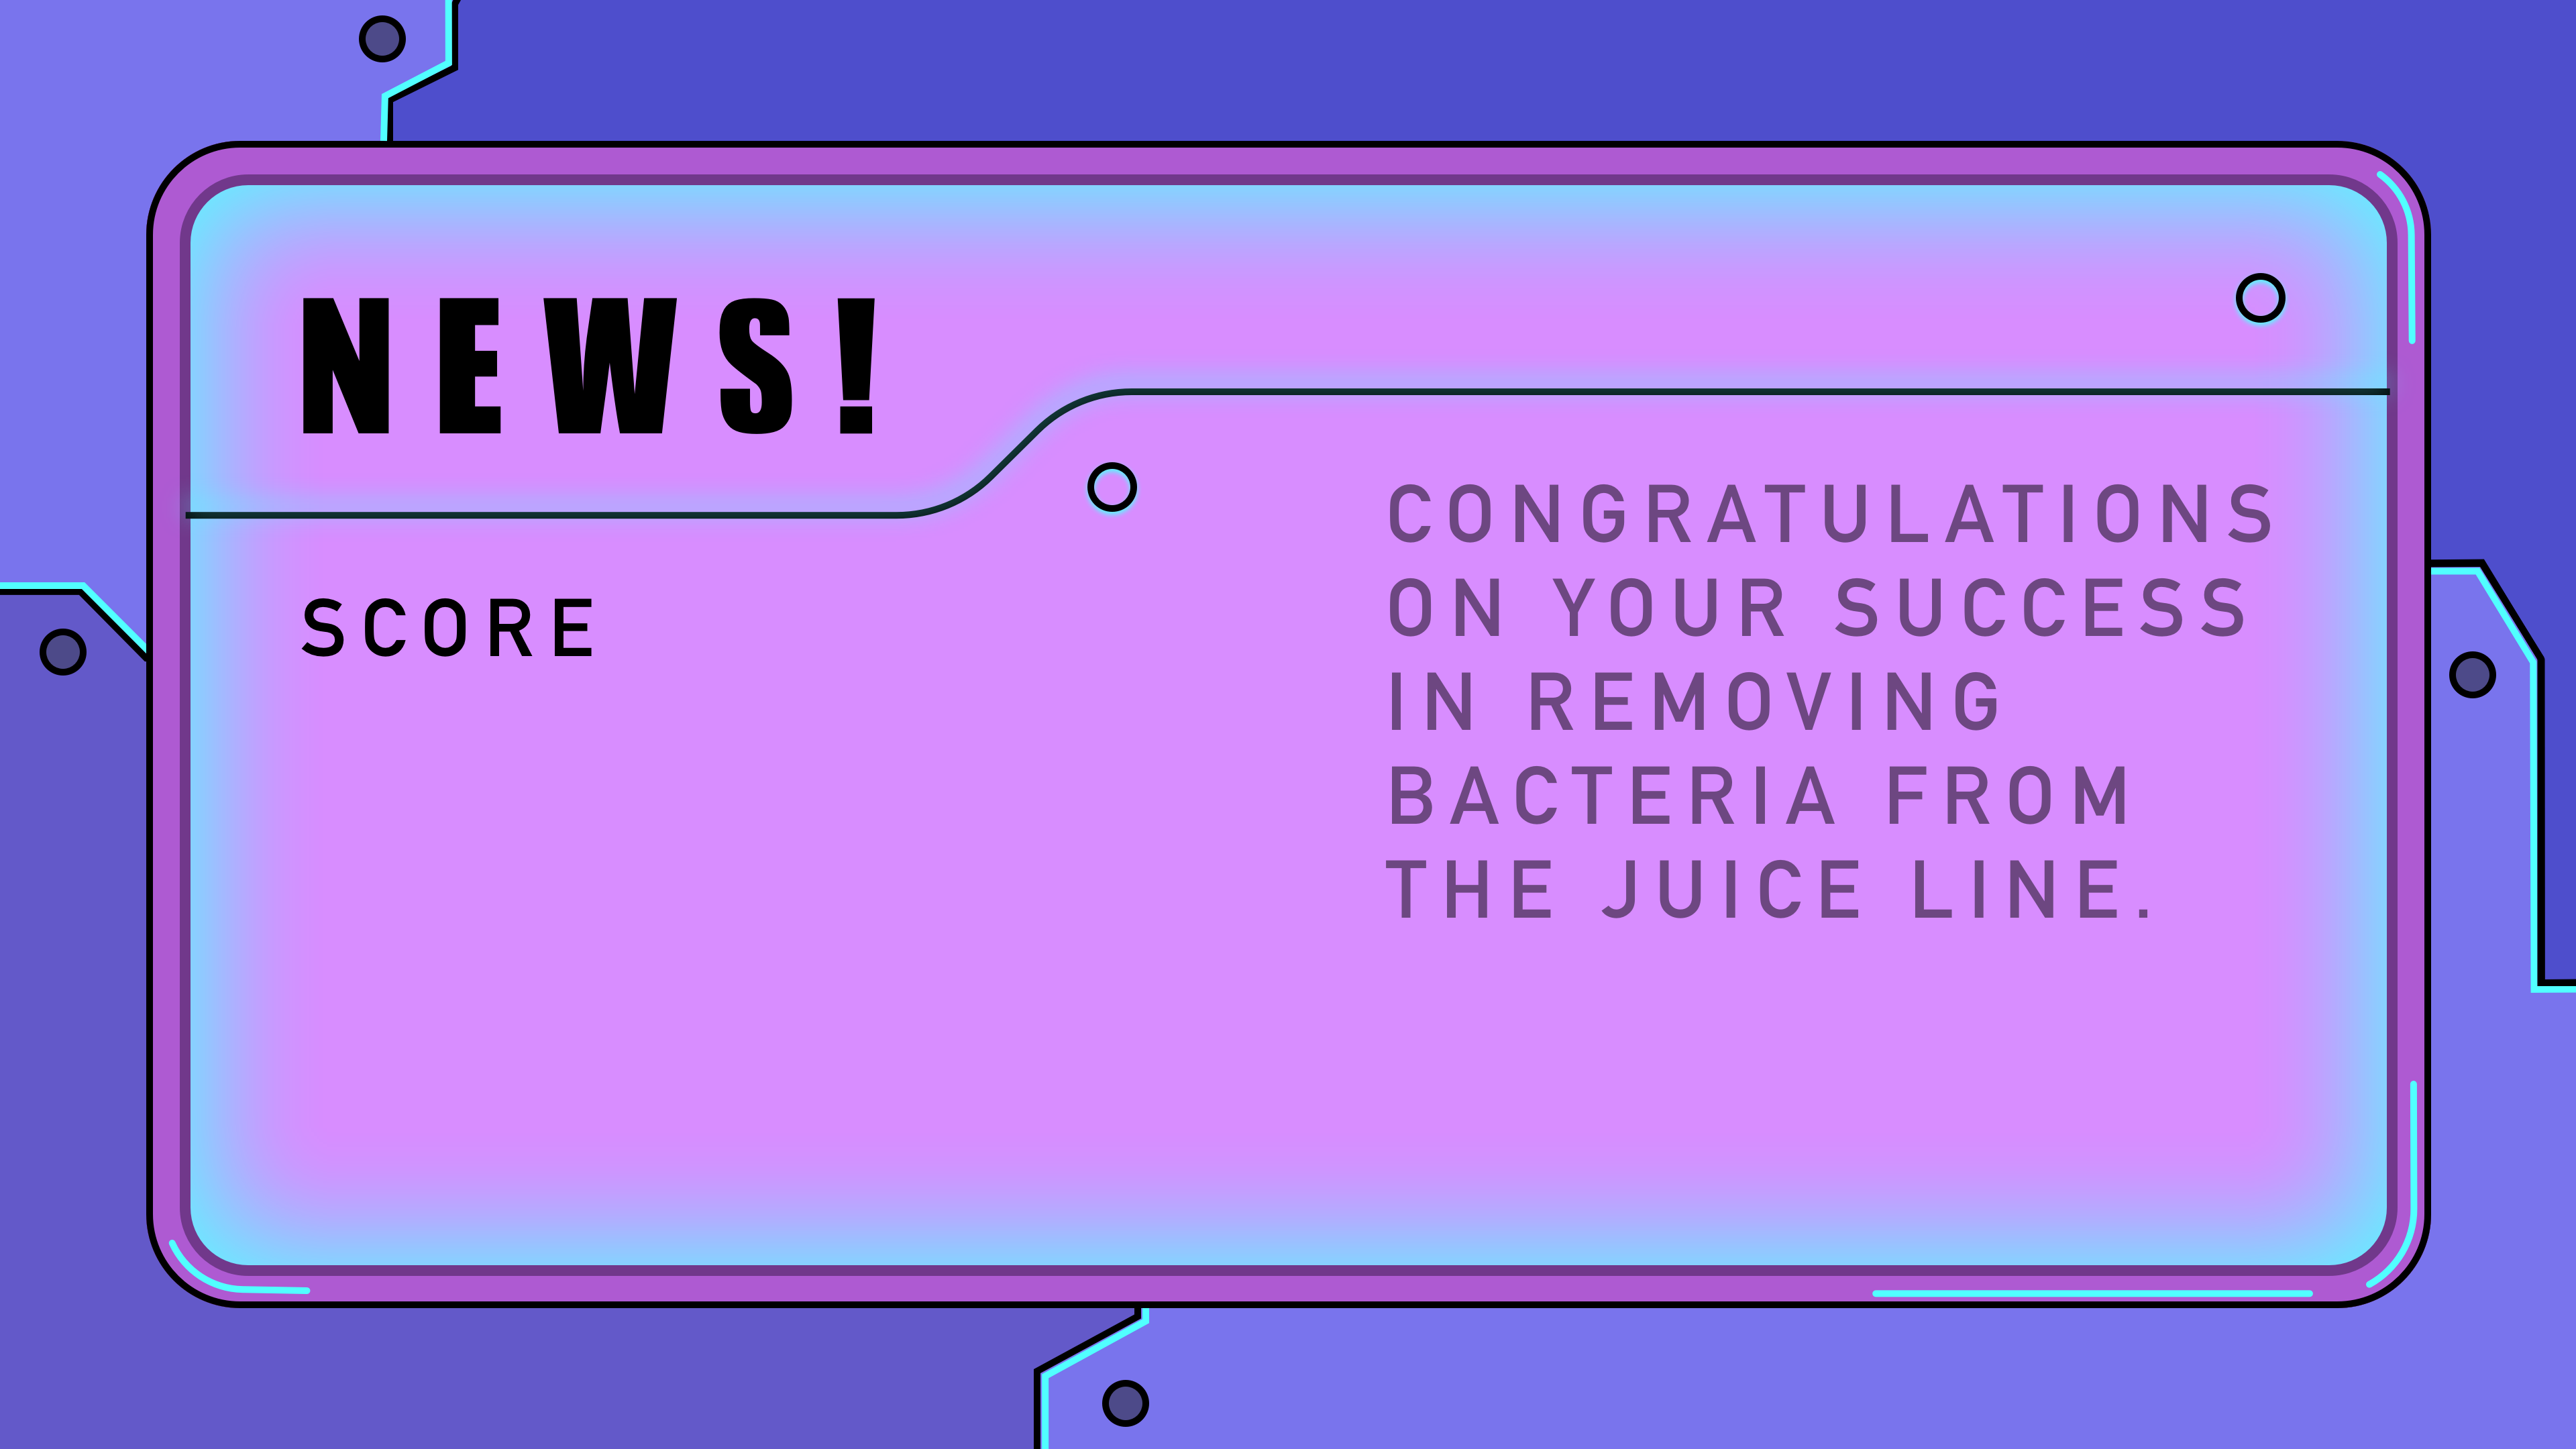 NEWS!
SCORE
CONGRATULATIONS
ON YOUR SUCCESS
IN REMOVING
BACTERIA FROM
THE JUICE LINE.